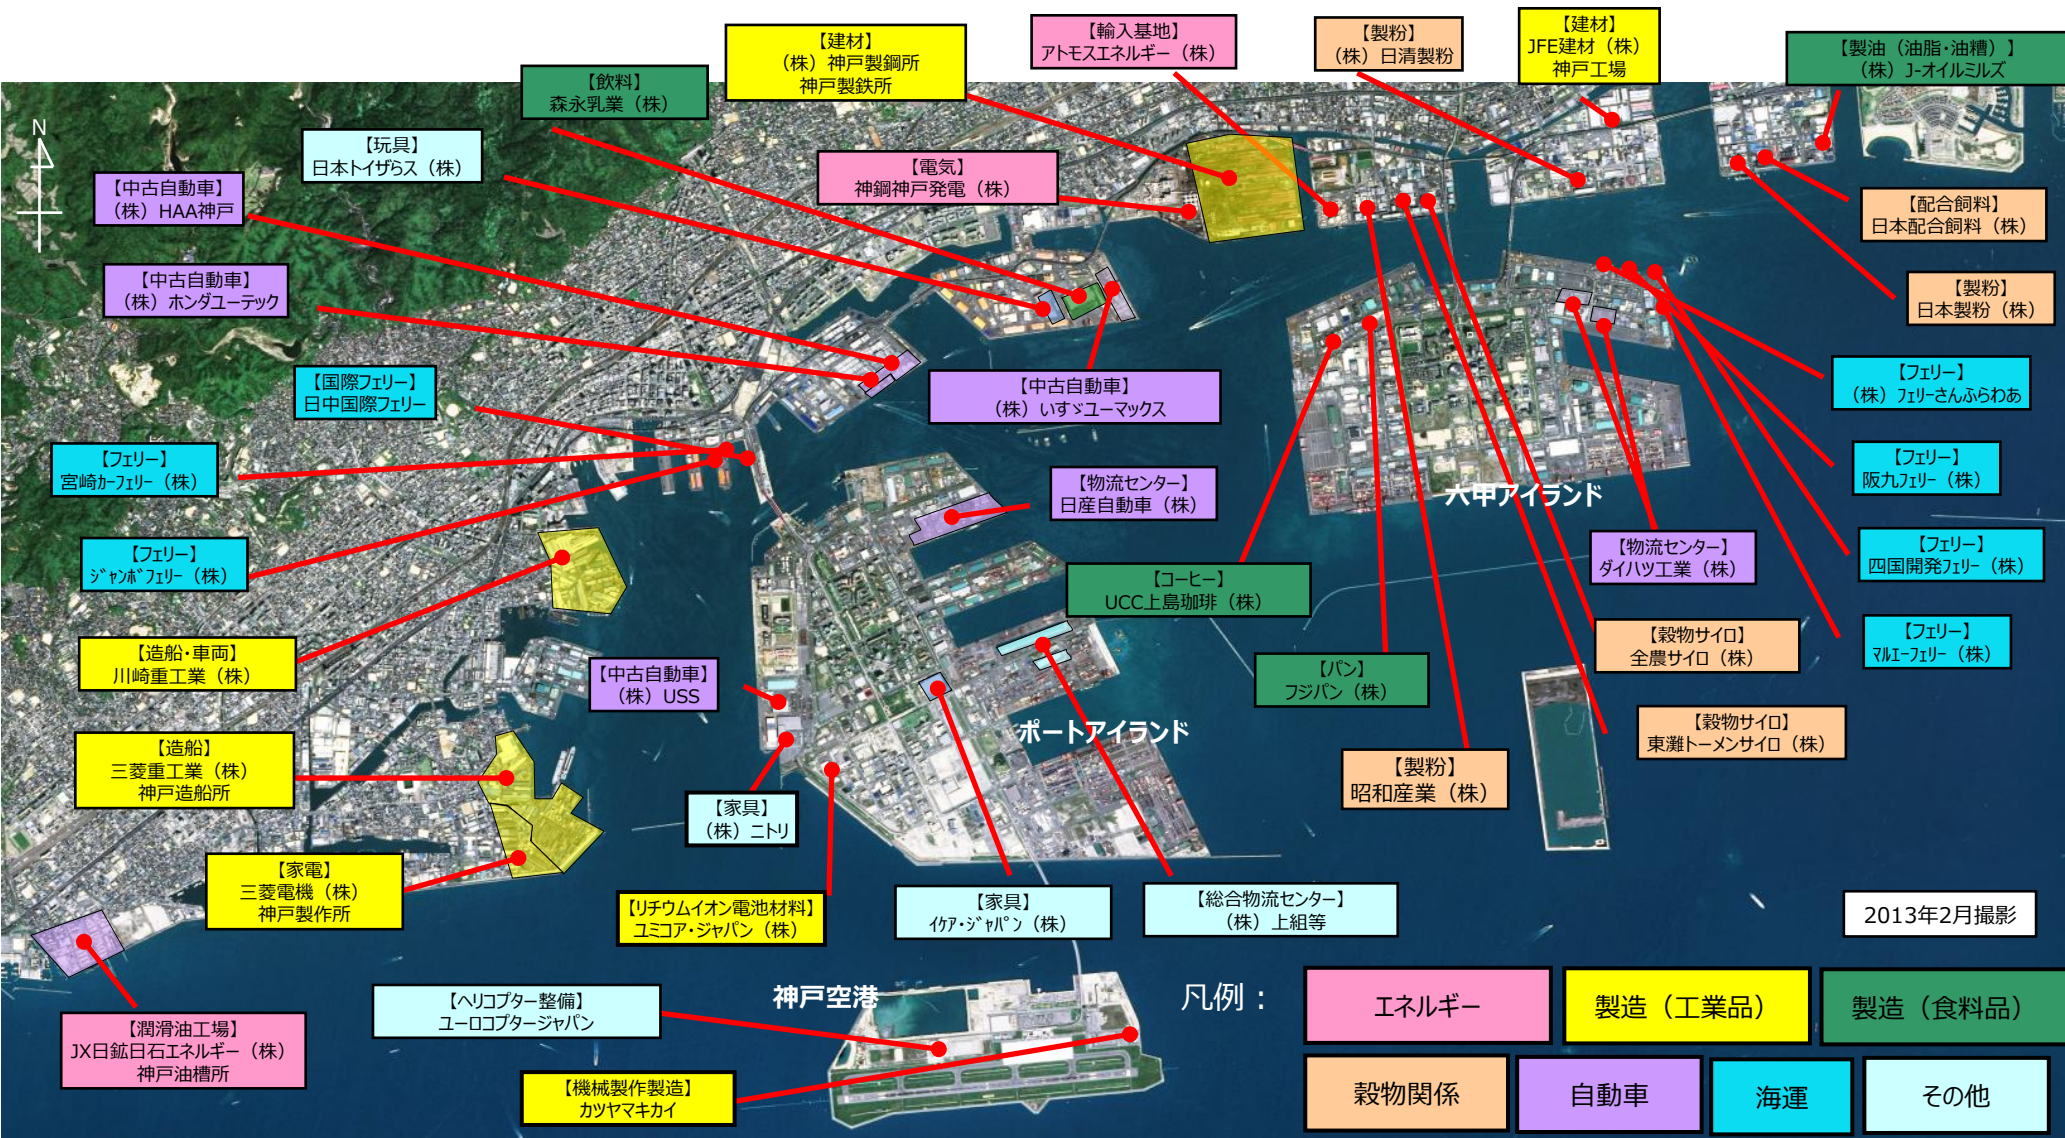 【建材】
(株)神戸製鋼所
神戸製鉄所
【輸入基地】
アトモスエネルギー(株)
【製粉】
(株)日清製粉
【建材】
JFE建材(株)
神戸工場
【製油(油脂・油糟)】
(株)J-オイルミルズ
【飲料】
森永乳業(株)
N
【玩具】
日本トイザらス(株)
【電気】
神鋼神戸発電(株)
【中古自動車】
(株)HAA神戸
【配合飼料】
日本配合飼料(株)
【中古自動車】
(株)ホンダユーテック
【製粉】
日本製粉(株)
【国際フェリー】
日中国際フェリー
【中古自動車】
(株)いすゞユーマックス
【フェリー】
(株)フェリーさんふらわあ
【フェリー】
宮崎カーフェリー(株)
【物流センター】
日産自動車(株)
六甲アイランド
【フェリー】
阪九フェリー(株)
【フェリー】
ジャンボフェリー(株)
【コーヒー】
UCC上島珈琲(株)
【物流センター】
ダイハツ工業(株)
【フェリー】
四国開発フェリー(株)
【造船・車両】
川崎重工業(株)
【中古自動車】
(株)USS
【パン】
フジパン(株)
【穀物サイロ】
全農サイロ(株)
【フェリー】
マルエーフェリー(株)
ポートアイランド
【穀物サイロ】
東灘トーメンサイロ(株)
【造船】
三菱重工業(株)
神戸造船所
【家具】
(株)ニトリ
【製粉】
昭和産業(株)
【家電】
三菱電機(株)
神戸製作所
【リチウムイオン電池材料】
ユミコア・ジャパン(株)
【家具】
イケア・ジャパン(株)
【総合物流センター】
(株)上組等
2013年2月撮影
【潤滑油工場】
JX日鉱日石エネルギー(株)
神戸油槽所
【ヘリコプター整備】
ユーロコプタージャパン
神戸空港
【機械製作製造】
カツヤマキカイ
凡例:
エネルギー
製造(工業品)
製造(食料品)
穀物関係
自動車
海運
その他